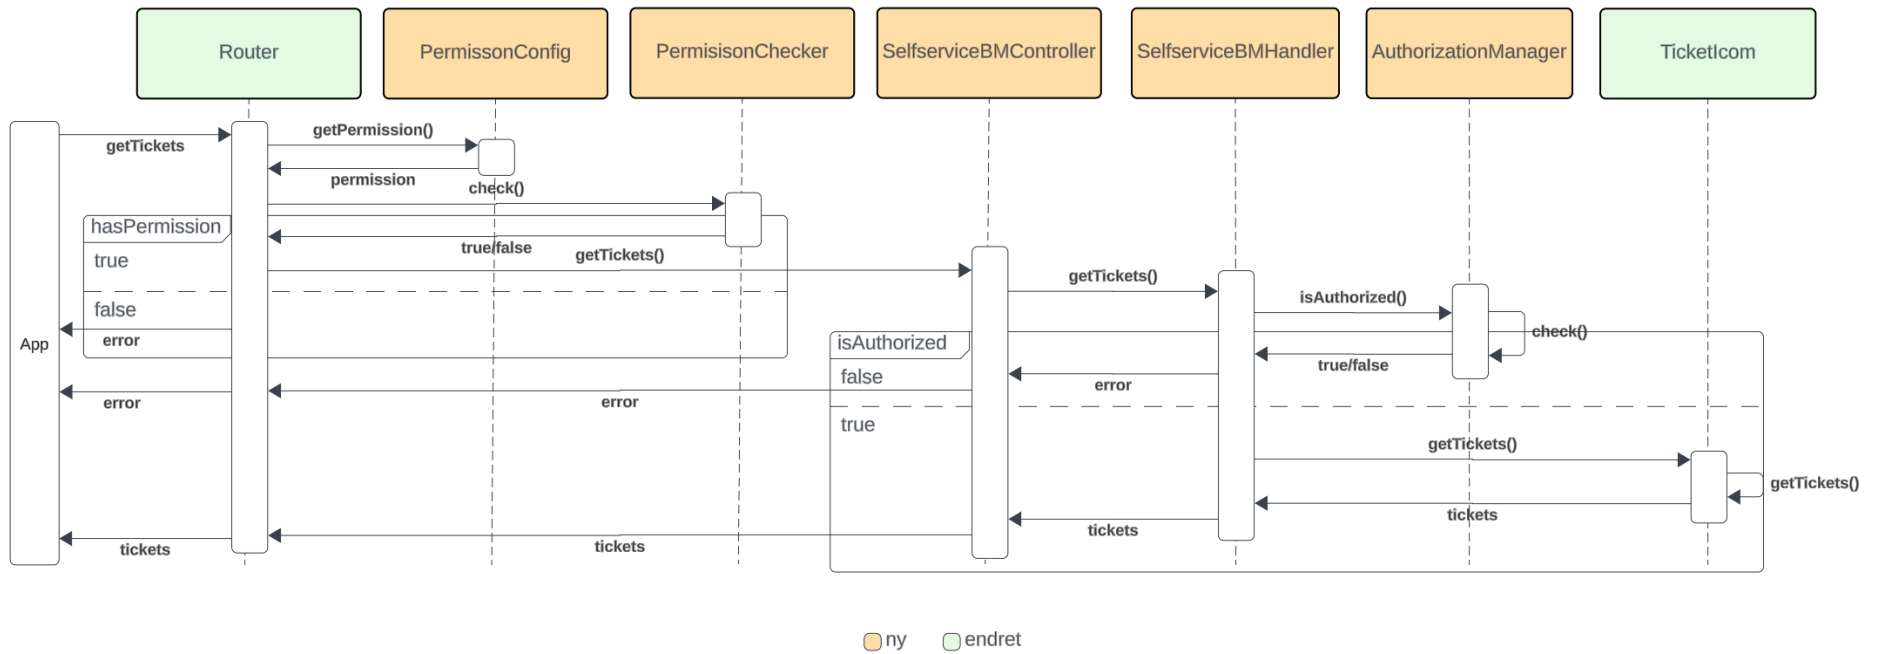 Router
PermissonConfig
PermisisonChecker
SelfserviceBMController
SelfserviceBMHandler
AuthorizationManager
TicketIcom
getTickets
getPermission()
permission
check()
hasPermission
true/false
true
getTickets()
getTickets()
isAuthorized()
false
error
App
isAuthorized
check()
true/false
false
error
error
error
true
getTickets()
getTickets()
tickets
tickets
tickets
tickets
ny
endret